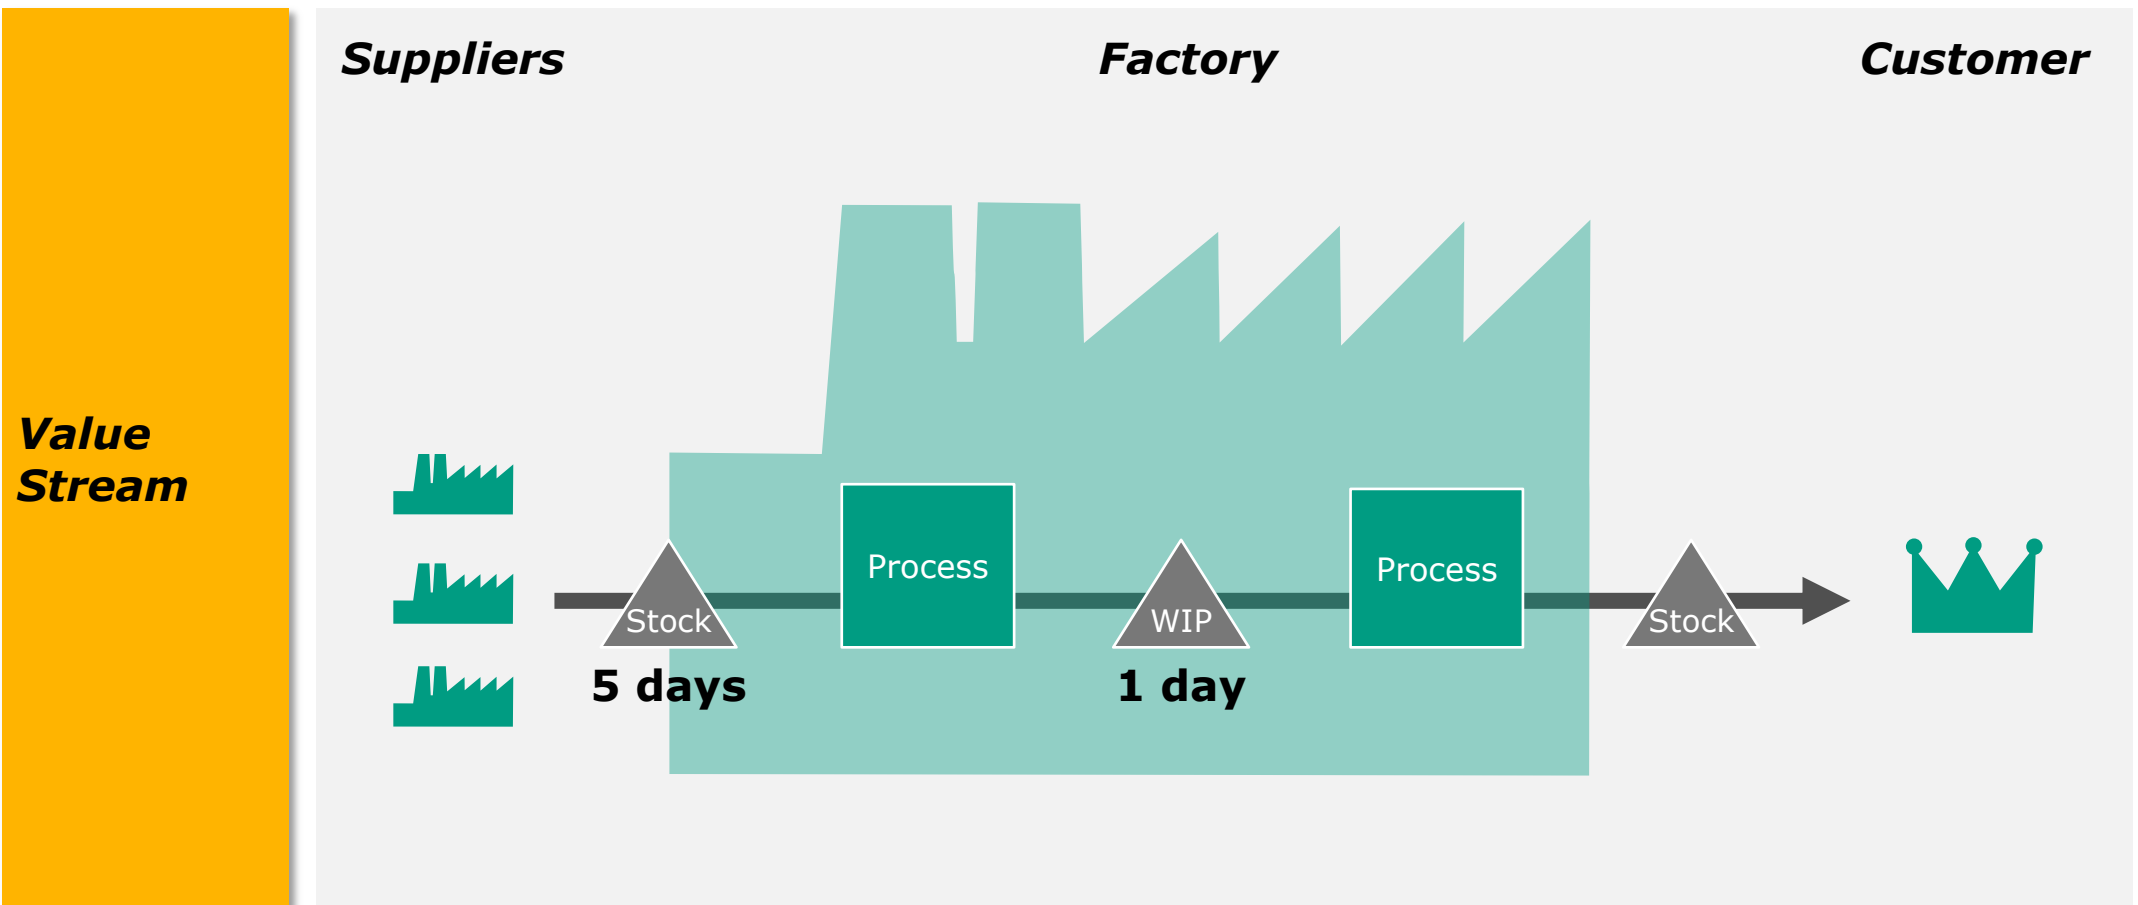 Suppliers
Factory
Customer
Value
Stream
Process
Process
Stock
WIP
Stock
5 days
1 day